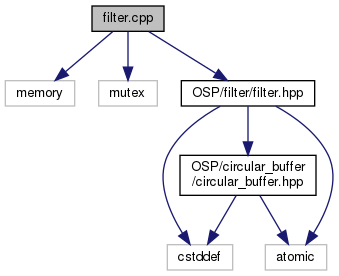 filter.cpp
memory
mutex
OSP/filter/filter.hpp
OSP/circular_buffer
/circular_buffer.hpp
cstddef
atomic